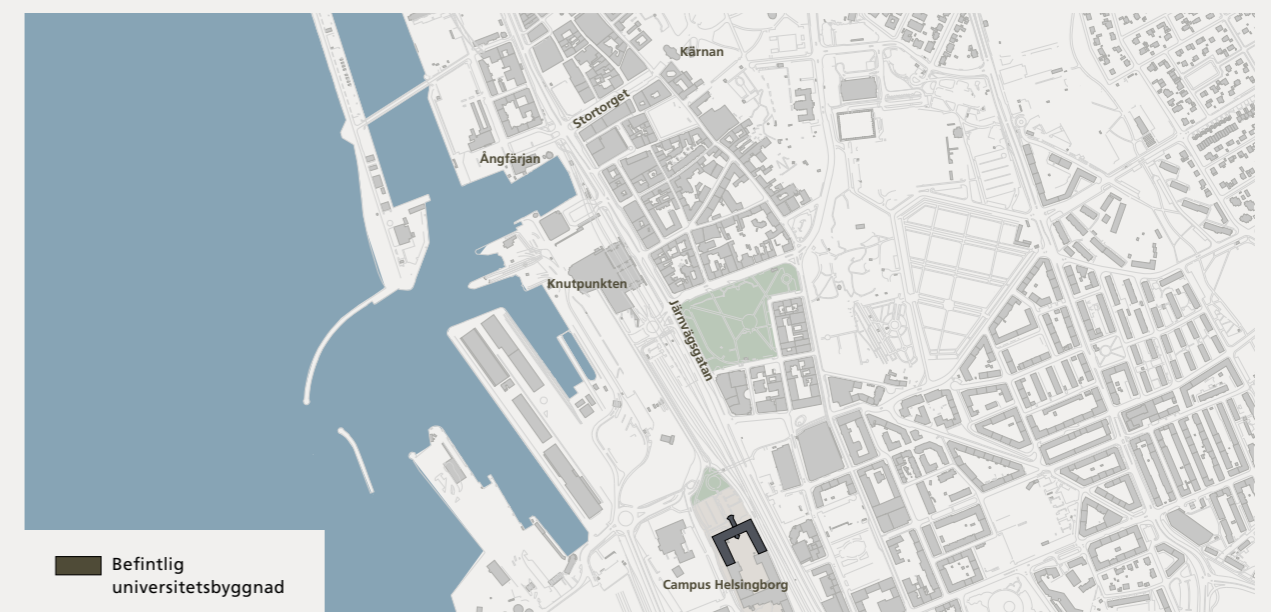 Kärnan
Stortorget
Ångfärjan
Knutpunkten
Järnvägsgatan
Campus Helsingborg
Befintlig
universitetsbyggnad